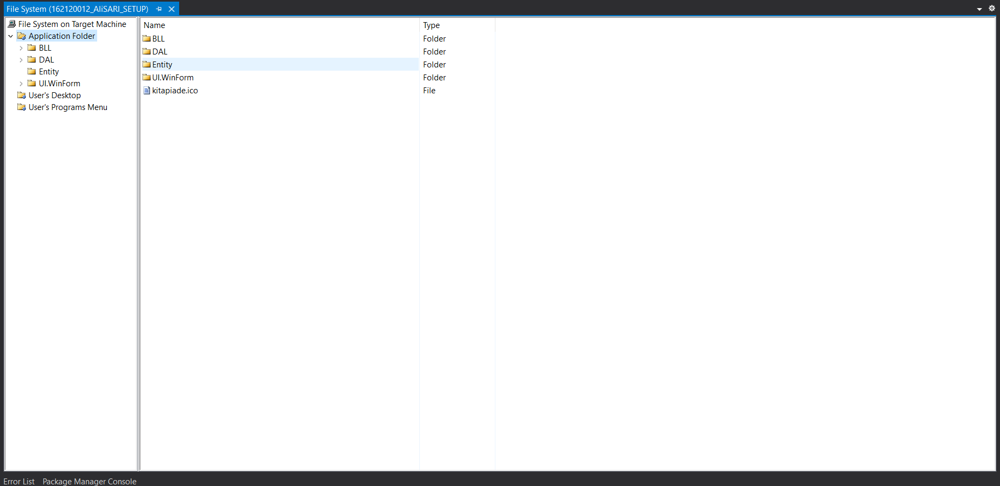 File System (162120012_AliSARI_SETUP)
File System on Target Machine
Application Folder
BLL
DAL
Entity
UI.WinForm
User's Desktop
User's Programs Menu
Name Type
BLL Folder
DAL Folder
Entity Folder
UI.WinForm Folder
kitapiade.ico File
Error List Package Manager Console